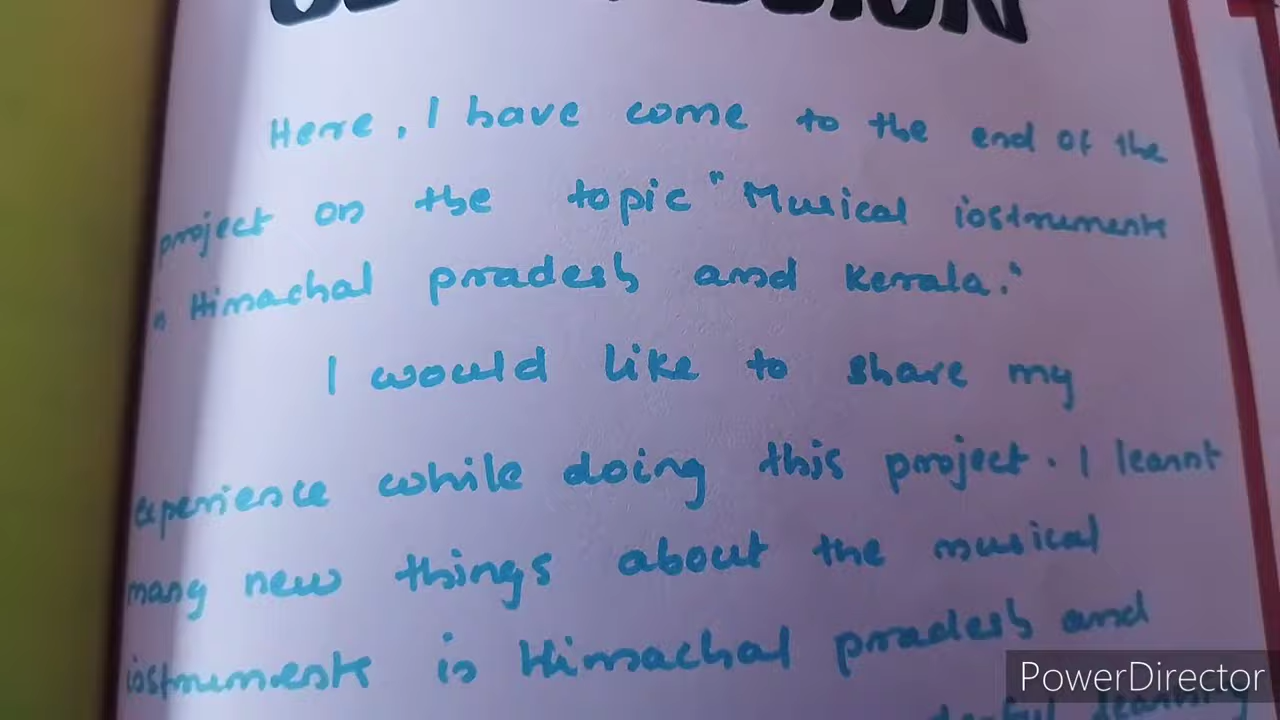 Here, I have come to the end of the
project on the topic "Musical instruments
in Himachal pradesh and Kerala."
I would like to share my
experience while doing this project. I learnt
many new things about the musical
instruments in Himachal pradesh and
PowerDirector
learning